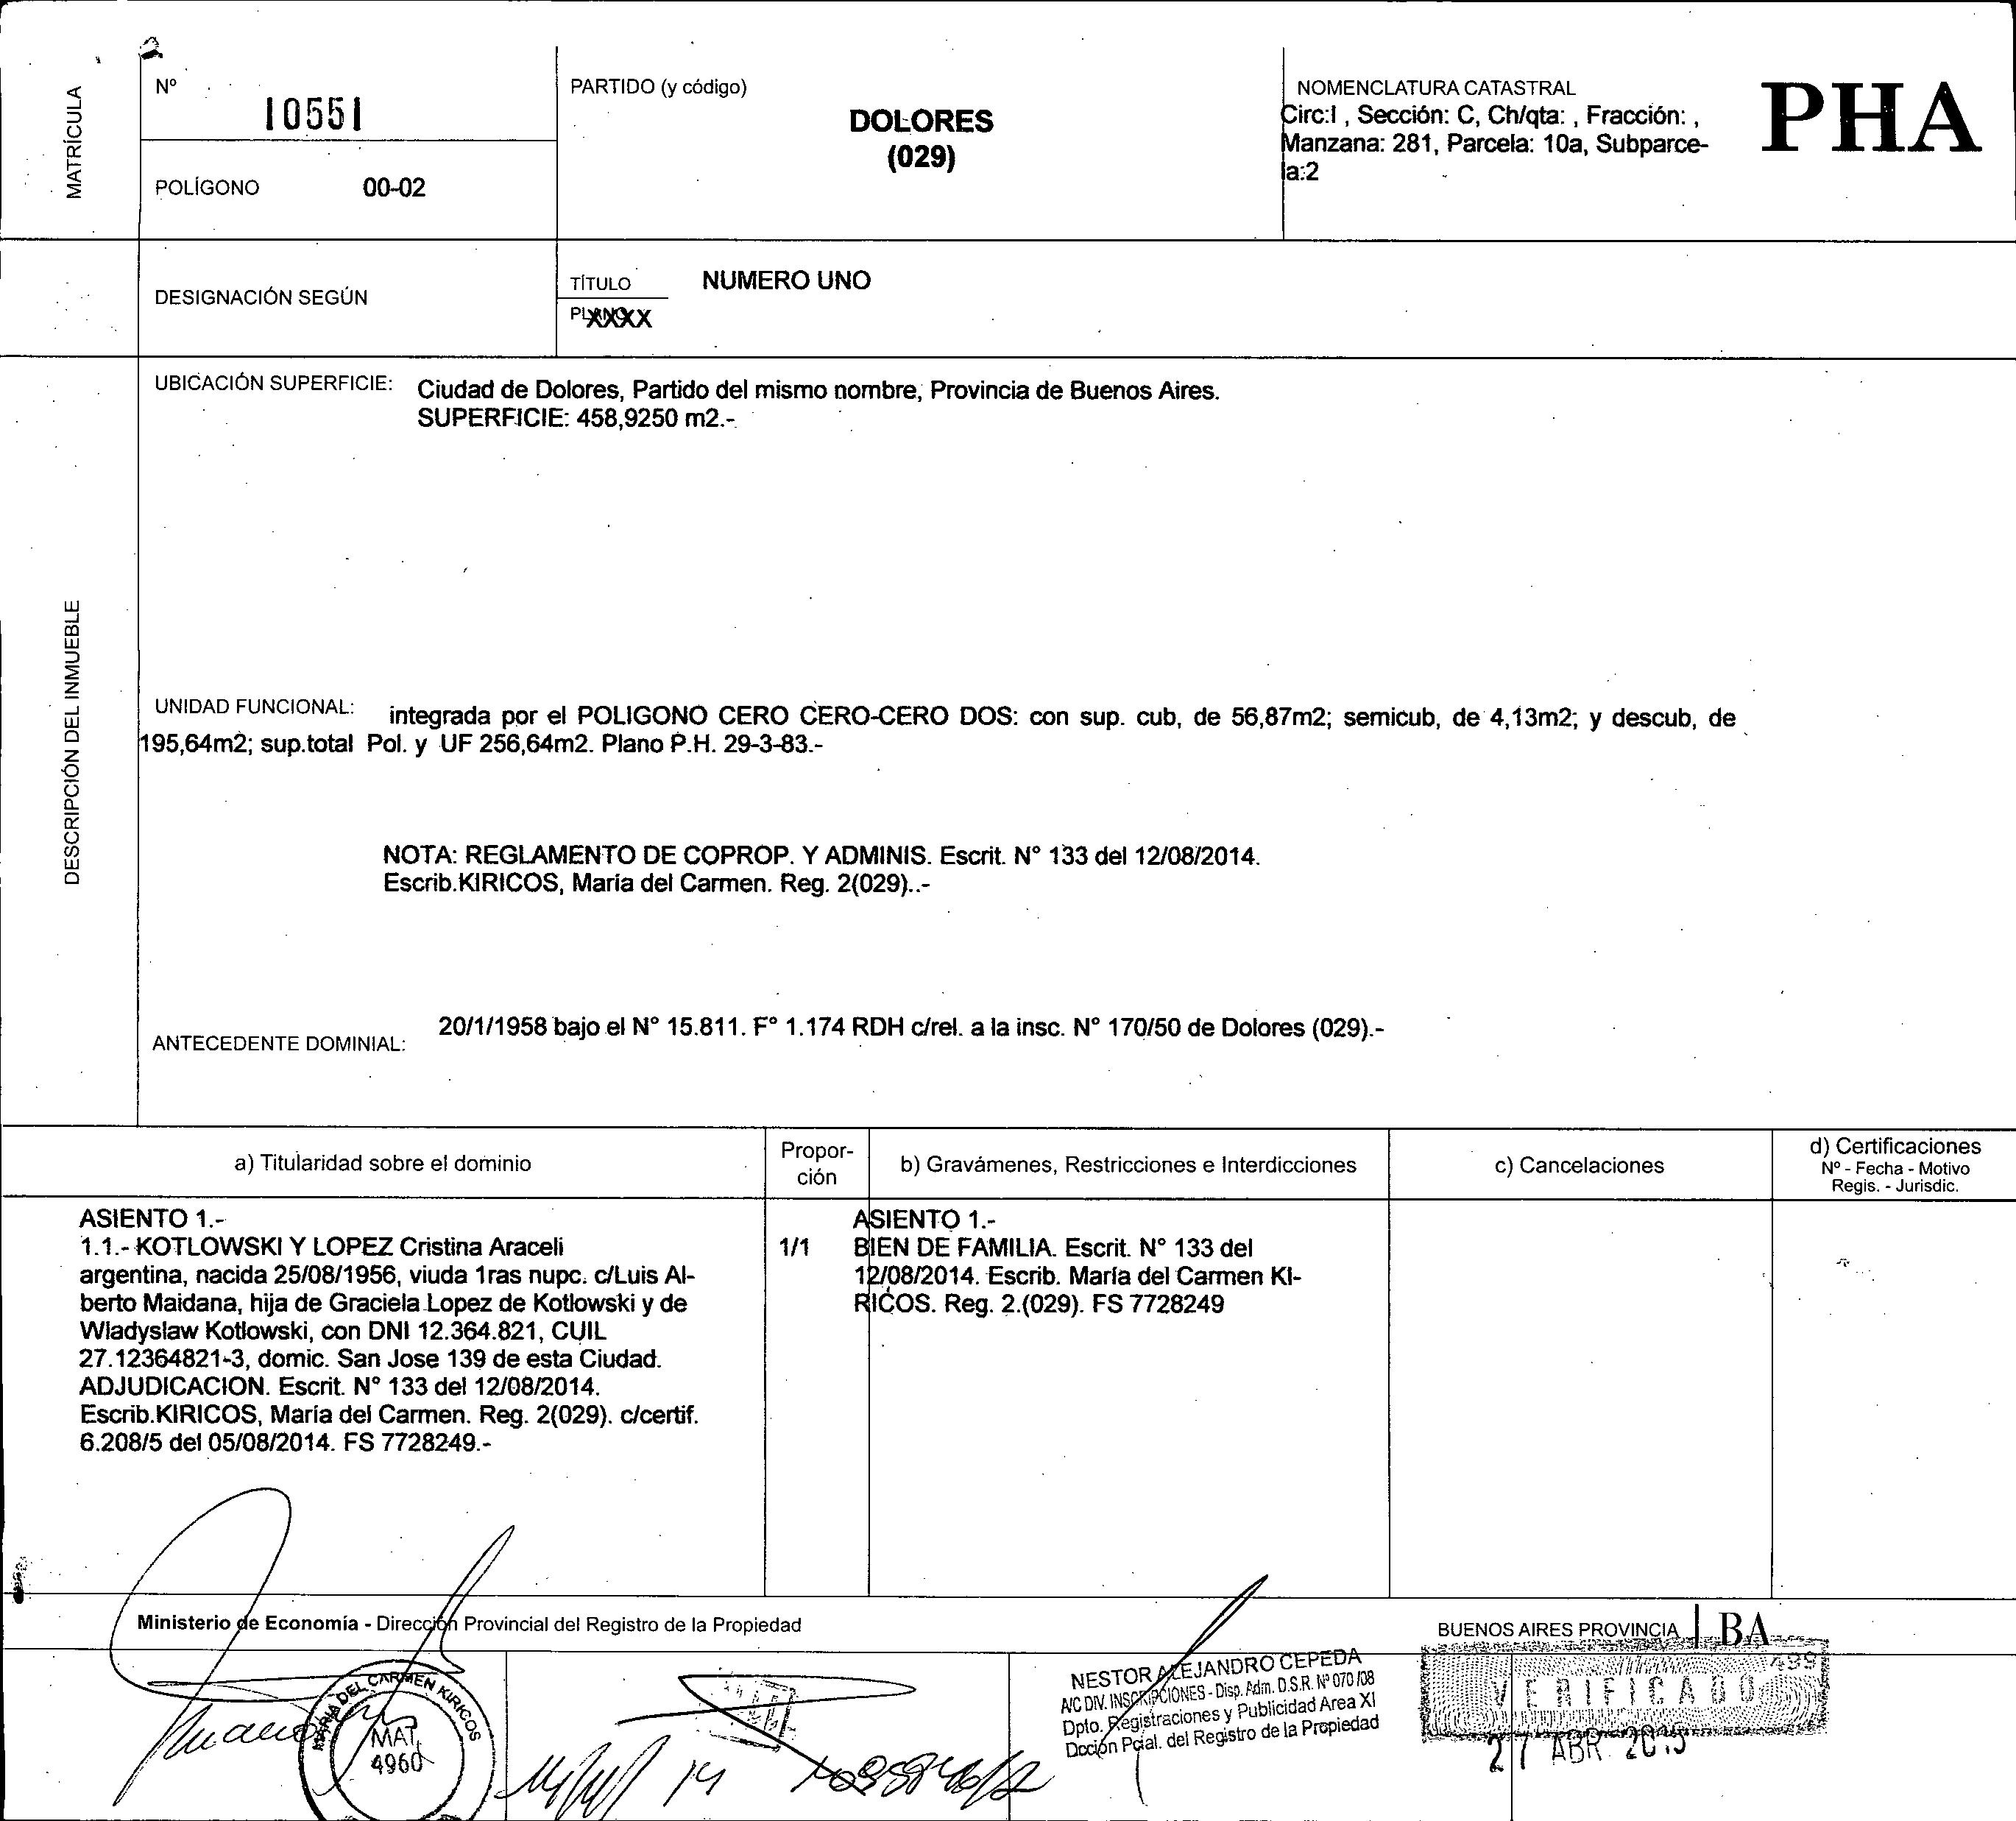 MATRÍCULA
Nº
10551
POLÍGONO 00-02
PARTIDO (y código)
DOLORES
(029)
NOMENCLATURA CATASTRAL
Circ:I , Sección: C, Ch/qta: , Fracción: ,
Manzana: 281, Parcela: 10a, Subparce-
la:2
PHA
DESIGNACIÓN SEGÚN
TÍTULO NUMERO UNO
PLANO XXXX
DESCRIPCIÓN DEL INMUEBLE
UBICACIÓN SUPERFICIE: Ciudad de Dolores, Partido del mismo nombre, Provincia de Buenos Aires.
SUPERFICIE: 458,9250 m2.-
UNIDAD FUNCIONAL: integrada por el POLIGONO CERO CERO-CERO DOS: con sup. cub, de 56,87m2; semicub, de 4,13m2; y descub, de
195,64m2; sup.total Pol. y UF 256,64m2. Plano P.H. 29-3-83.-
NOTA: REGLAMENTO DE COPROP. Y ADMINIS. Escrit. N° 133 del 12/08/2014.
Escrib.KIRICOS, María del Carmen. Reg. 2(029)..-
ANTECEDENTE DOMINIAL: 20/1/1958 bajo el N° 15.811. F° 1.174 RDH c/rel. a la insc. N° 170/50 de Dolores (029).-
a) Titularidad sobre el dominio
Propor-
ción
b) Gravámenes, Restricciones e Interdicciones
c) Cancelaciones
d) Certificaciones
Nº - Fecha - Motivo
Regis. - Jurisdic.
ASIENTO 1.-
1.1.- KOTLOWSKI Y LOPEZ Cristina Araceli
argentina, nacida 25/08/1956, viuda 1ras nupc. c/Luis Al-
berto Maidana, hija de Graciela Lopez de Kotlowski y de
Wladyslaw Kotlowski, con DNI 12.364.821, CUIL
27.12364821-3, domic. San Jose 139 de esta Ciudad.
ADJUDICACION. Escrit. N° 133 del 12/08/2014.
Escrib.KIRICOS, María del Carmen. Reg. 2(029). c/certif.
6.208/5 del 05/08/2014. FS 7728249.-
1/1
ASIENTO 1.-
BIEN DE FAMILIA. Escrit. N° 133 del
12/08/2014. Escrib. María del Carmen KI-
RICOS. Reg. 2.(029). FS 7728249
Ministerio de Economía - Dirección Provincial del Registro de la Propiedad
BUENOS AIRES PROVINCIA BA
MARIA DEL CARMEN KIRICOS
MAT.
4960
NESTOR ALEJANDRO CEPEDA
A/C DIV. INSCRIPCIONES - Disp. Adm. D.S.R. Nº 070/08
Dpto. Registraciones y Publicidad Area XI
Dcción Pcial. del Registro de la Propiedad
499
VERIFICADO
27 ABR 2015